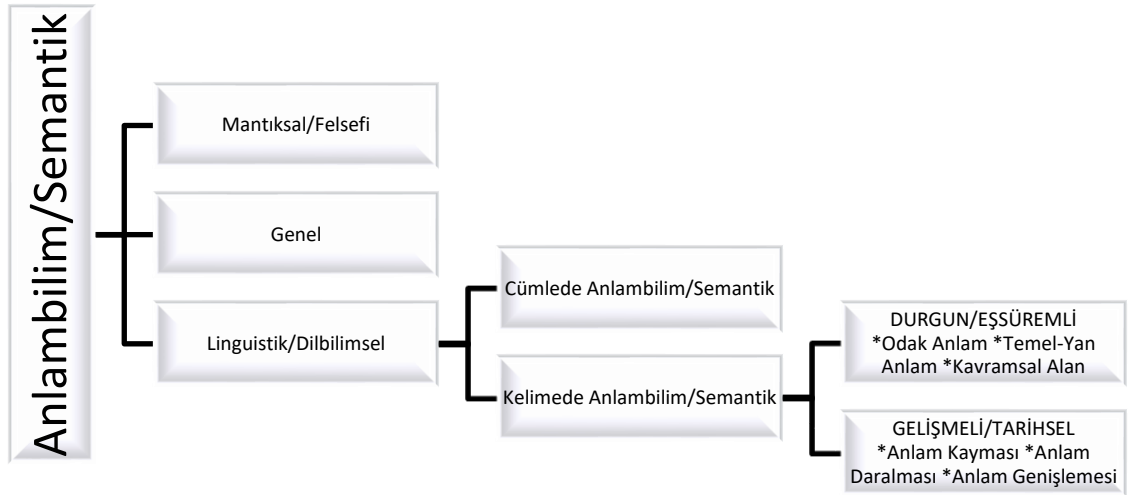 Anlambilim/Semantik
Mantıksal/Felsefi
Genel
Linguistik/Dilbilimsel
Cümlede Anlambilim/Semantik
Kelimede Anlambilim/Semantik
DURGUN/EŞSÜREMLİ
*Odak Anlam *Temel-Yan
Anlam *Kavramsal Alan
GELİŞMELİ/TARİHSEL
*Anlam Kayması *Anlam
Daralması *Anlam Genişlemesi